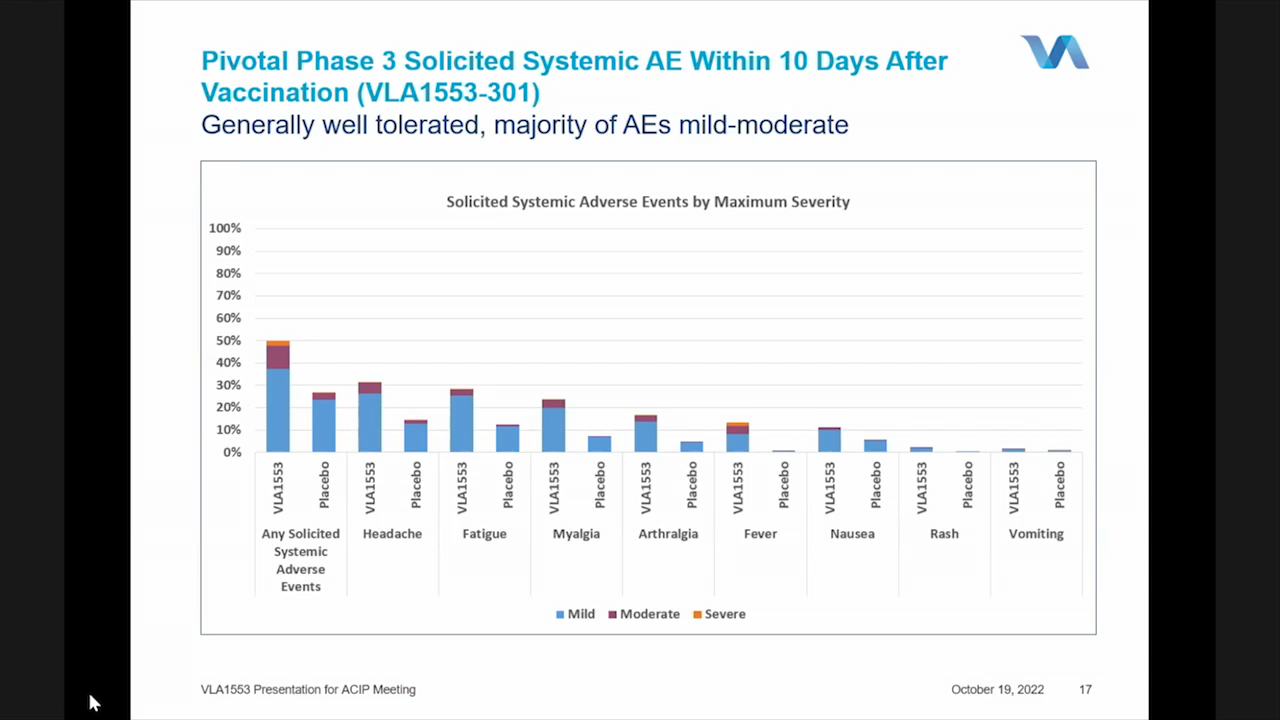 Pivotal Phase 3 Solicited Systemic AE Within 10 Days After
Vaccination (VLA1553-301)
Generally well tolerated, majority of AEs mild-moderate
Solicited Systemic Adverse Events by Maximum Severity
100%
90%
80%
70%
60%
50%
40%
30%
20%
10%
0%
VLA1553 Placebo VLA1553 Placebo VLA1553 Placebo VLA1553 Placebo VLA1553 Placebo VLA1553 Placebo VLA1553 Placebo VLA1553 Placebo VLA1553 Placebo
Any Solicited Headache Fatigue Myalgia Arthralgia Fever Nausea Rash Vomiting
Systemic
Adverse
Events
Mild Moderate Severe
VLA1553 Presentation for ACIP Meeting October 19, 2022 17